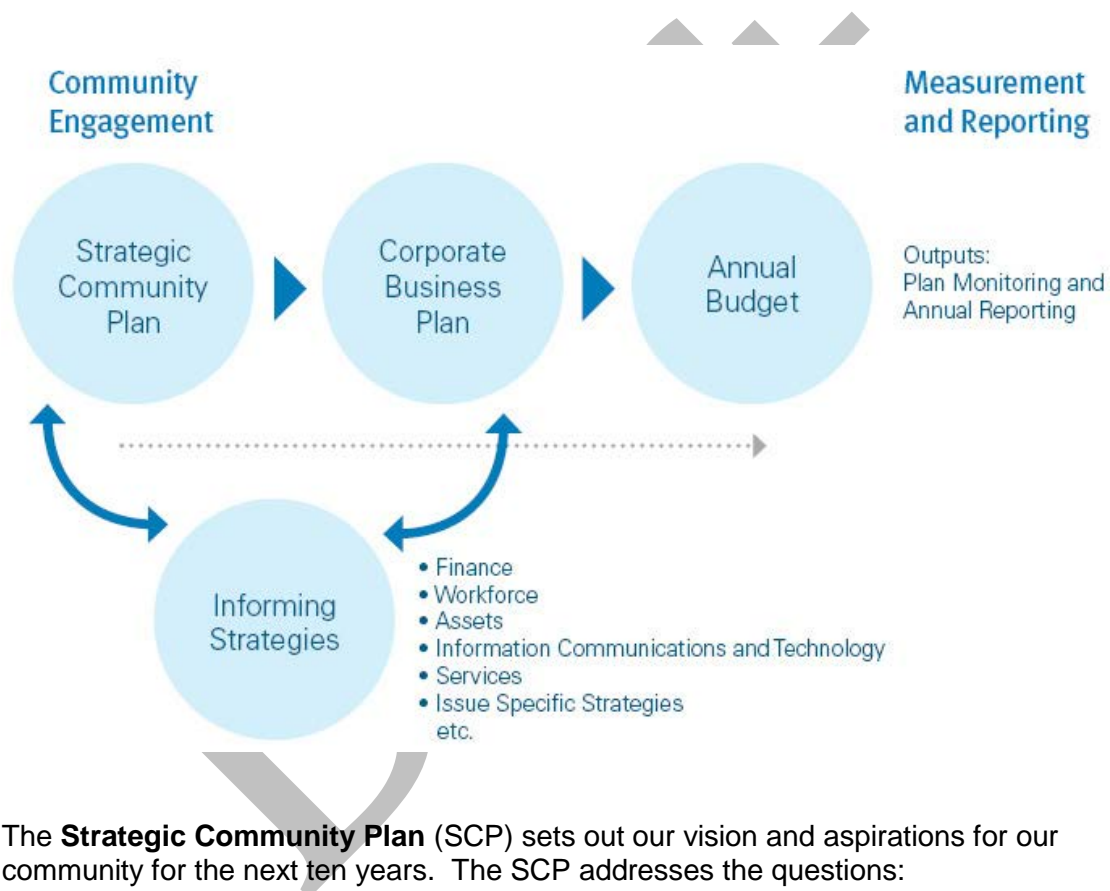 Community
Engagement
Measurement
and Reporting
Strategic
Community
Plan
Corporate
Business
Plan
Annual
Budget
Outputs:
Plan Monitoring and
Annual Reporting
Informing
Strategies
• Finance
• Workforce
• Assets
• Information Communications and Technology
• Services
• Issue Specific Strategies
etc.
The Strategic Community Plan (SCP) sets out our vision and aspirations for our
community for the next ten years.  The SCP addresses the questions: